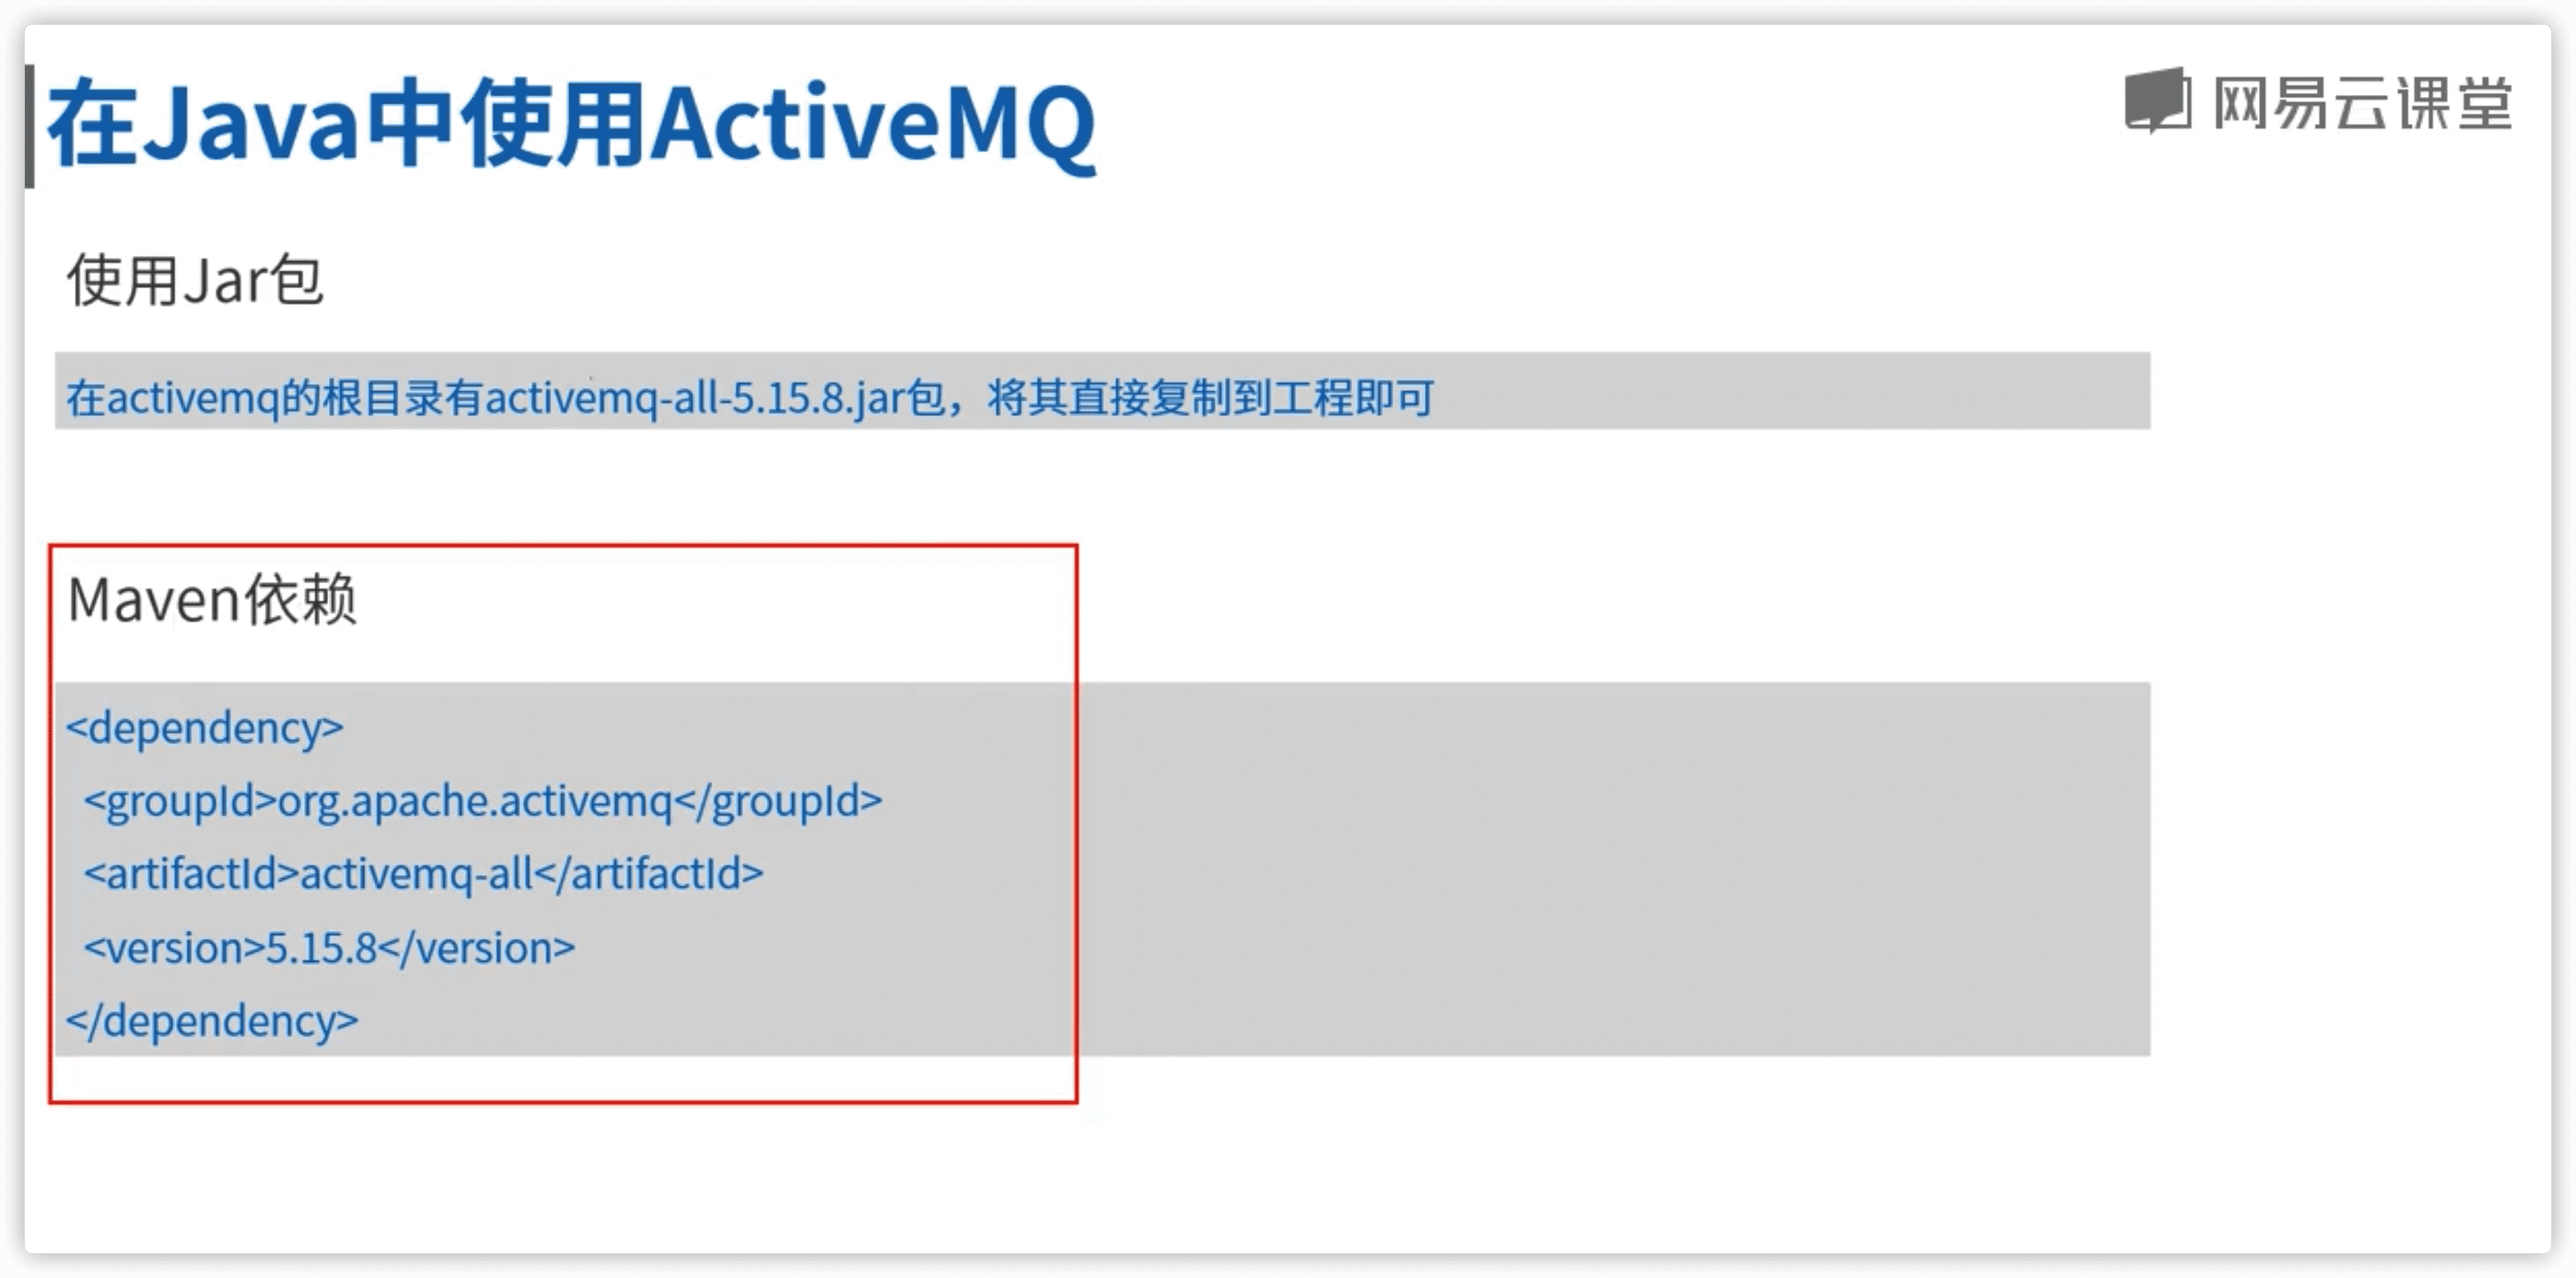 在Java中使用ActiveMQ
网易云课堂
使用Jar包
在activemq的根目录有activemq-all-5.15.8.jar包，将其直接复制到工程即可
Maven依赖
<dependency>
<groupId>org.apache.activemq</groupId>
<artifactId>activemq-all</artifactId>
<version>5.15.8</version>
</dependency>